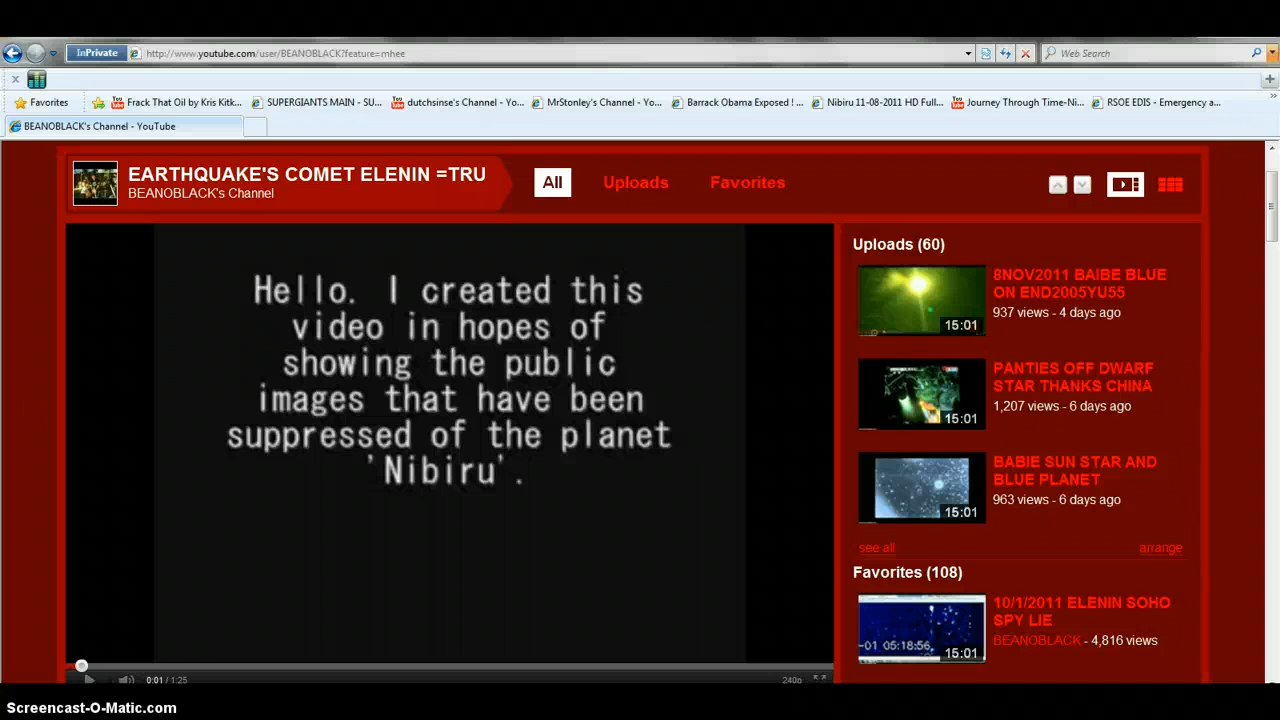 InPrivate http://www.youtube.com/user/BEANOBLACK?feature=mhee Web Search
Favorites Frack That Oil by Kris Kitk... SUPERGIANTS MAIN - SU... dutchsinse's Channel - Yo... MrStonley's Channel - Yo... Barrack Obama Exposed ! ... Nibiru 11-08-2011 HD Full... Journey Through Time-Ni... RSOE EDIS - Emergency a...
BEANOBLACK's Channel - YouTube
EARTHQUAKE'S COMET ELENIN =TRU
BEANOBLACK's Channel
All Uploads Favorites
Hello. I created this
video in hopes of
showing the public
images that have been
suppressed of the planet
'Nibiru'.
0:01 / 1:25 240p
Uploads (60)
8NOV2011 BAIBE BLUE
ON END2005YU55
937 views - 4 days ago
15:01
PANTIES OFF DWARF
STAR THANKS CHINA
1,207 views - 6 days ago
15:01
BABIE SUN STAR AND
BLUE PLANET
963 views - 6 days ago
15:01
see all arrange
Favorites (108)
10/1/2011 ELENIN SOHO
SPY LIE
BEANOBLACK - 4,816 views
-01 05:18:56
15:01
Screencast-O-Matic.com